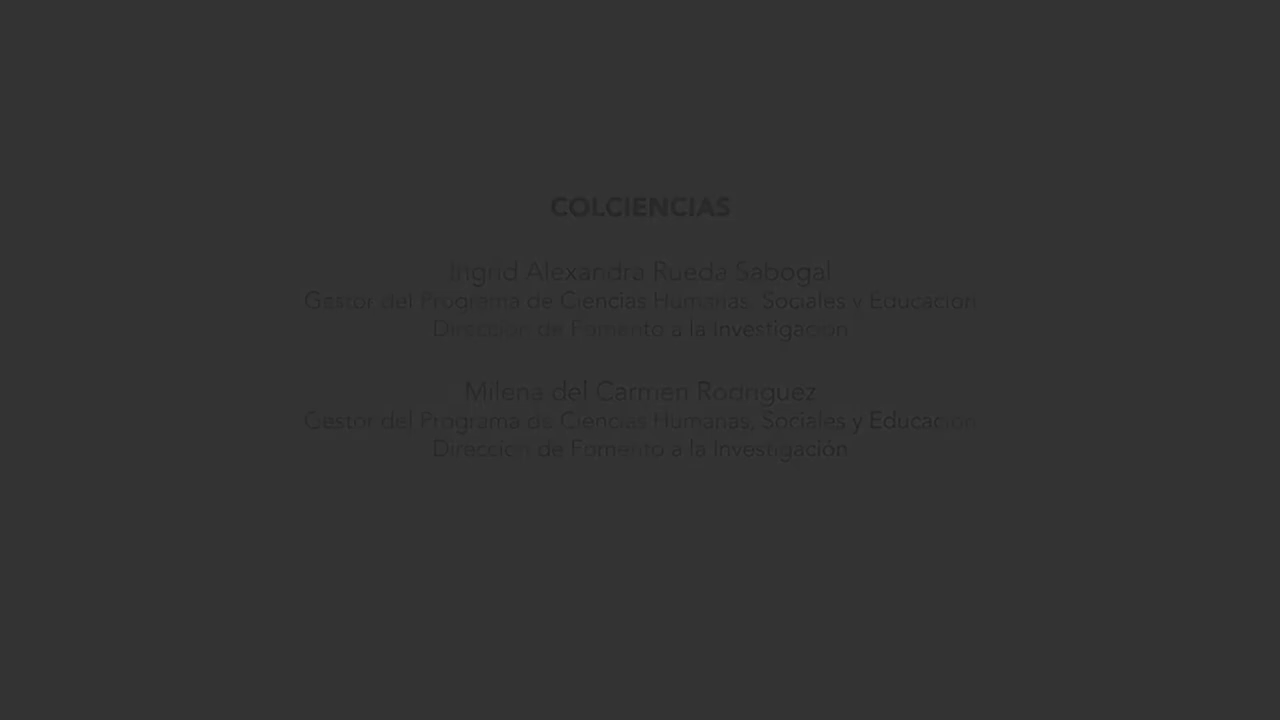 COLCIENCIAS
Ingrid Alexandra Rueda Sabogal
Gestor del Programa de Ciencias Humanas, Sociales y Educación
Dirección de Fomento a la Investigación
Milena del Carmen Rodríguez
Gestor del Programa de Ciencias Humanas, Sociales y Educación
Dirección de Fomento a la Investigación